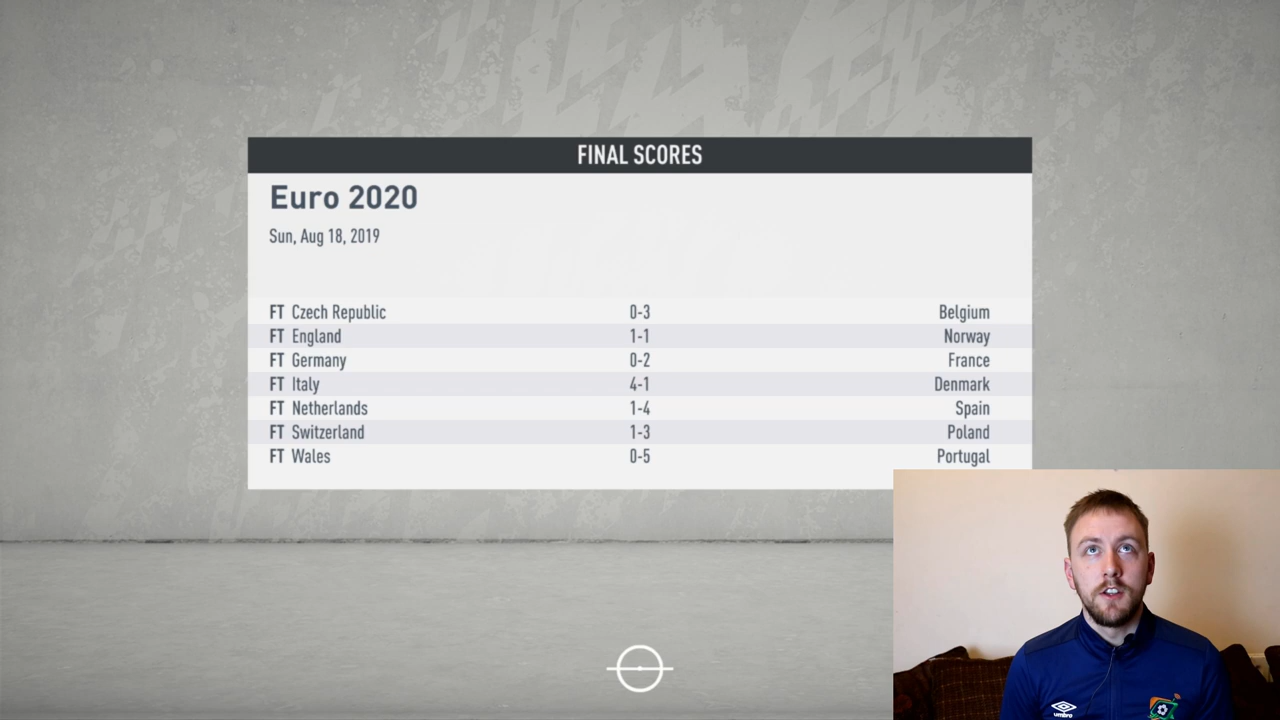 FINAL SCORES
Euro 2020
Sun, Aug 18, 2019
FT Czech Republic 0-3 Belgium
FT England 1-1 Norway
FT Germany 0-2 France
FT Italy 4-1 Denmark
FT Netherlands 1-4 Spain
FT Switzerland 1-3 Poland
FT Wales 0-5 Portugal
umbro